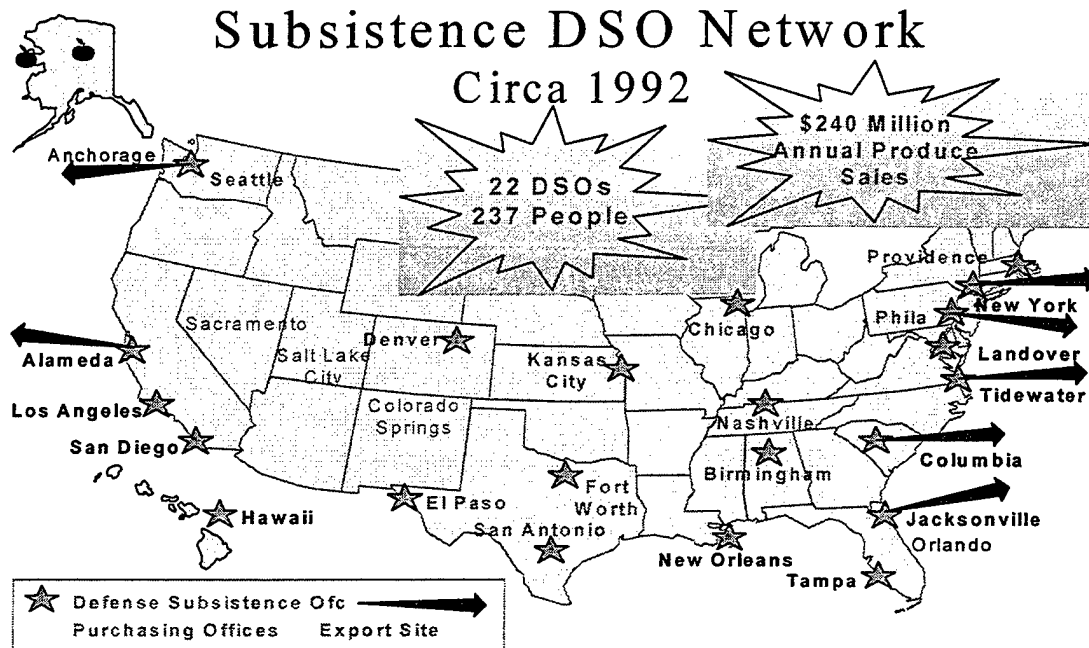 Subsistence DSO Network
Circa 1992
$240 Million
Annual Produce
Sales
22 DSOs
237 People
Anchorage
Seattle
Providence
New York
Phila
Chicago
Sacramento
Denver
Salt Lake
City
Kansas
City
Alameda
Landover
Tidewater
Los Angeles
Colorado
Springs
Nashville
San Diego
Birmingham
Columbia
El Paso
Fort
Worth
Hawaii
San Antonio
Jacksonville
Orlando
New Orleans
Tampa
Defense Subsistence Ofc
Purchasing Offices Export Site